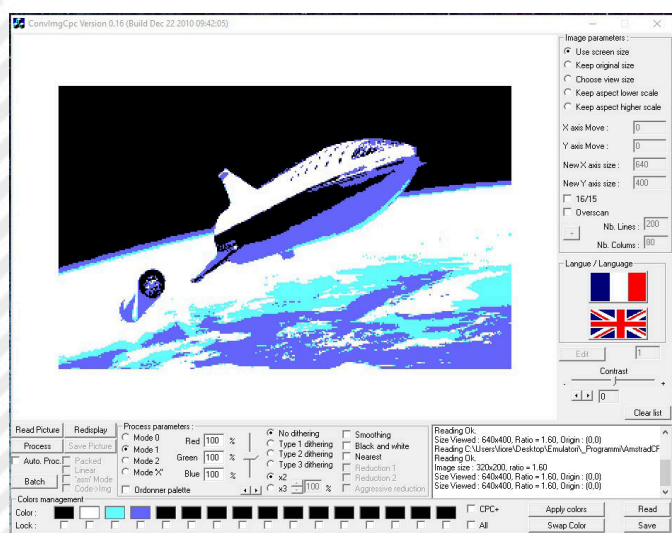 ConvImgCpc Version 0.16 (Build Dec 22 2010 09:42:05)
Image parameters :
Use screen size
Keep original size
Choose view size
Keep aspect lower scale
Keep aspect higher scale
X axis Move : 0
Y axis Move : 0
New X axis size : 640
New Y axis size : 400
16/15
Overscan
Nb. Lines : 200
-
Nb. Colums : 80
Langue / Language
Edit 1
Contrast
- +
0
Clear list
Read Picture Redisplay
Process Save Picture
Auto. Proc. Packed
Linear
Batch 'asm' Mode
Code->Img
Process parameters :
Mode 0
Mode 1
Mode 2
Mode 'X'
Red 100 %
Green 100 %
Blue 100 %
Ordonner palette
No dithering
Type 1 dithering
Type 2 dithering
Type 3 dithering
x2
x3 100 %
Smoothing
Black and white
Nearest
Reduction 1
Reduction 2
Aggressive reduction
Reading Ok.
Size Viewed : 640x400, Ratio = 1.60, Origin : (0,0)
Reading C:\Users\fiore\Desktop\Emulatori\_Programmi\AmstradCF
Reading Ok.
Image size : 320x200, ratio = 1.60
Size Viewed : 640x400, Ratio = 1.60, Origin : (0,0)
Size Viewed : 640x400, Ratio = 1.60, Origin : (0,0)
Colors management
Color : CPC+ Apply colors Read
Lock : All Swap Color Save